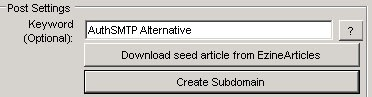 Post Settings
Keyword
(Optional):
AuthSMTP Alternative
?
Download seed article from EzineArticles
Create Subdomain